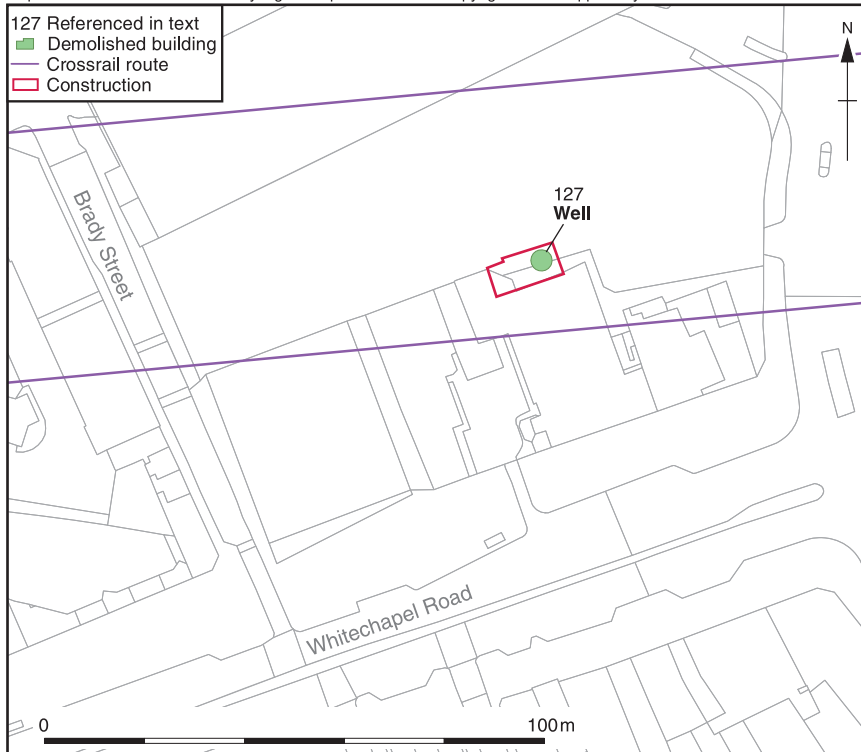 127 Referenced in text
Demolished building
Crossrail route
Construction
N
127
Well
Brady Street
Whitechapel Road
0
100m